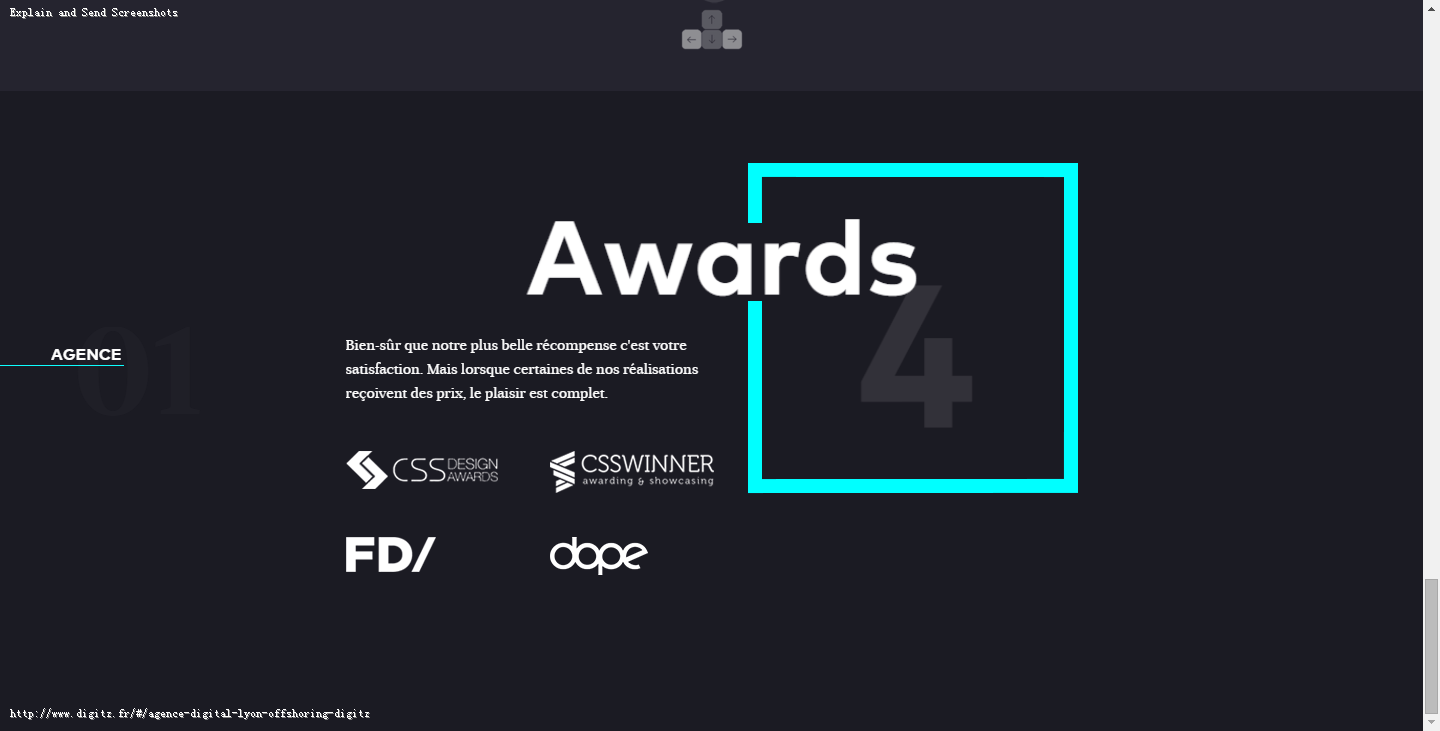 Explain and Send Screenshots
Awards
4
01
AGENCE
Bien-sûr que notre plus belle récompense c'est votre
satisfaction. Mais lorsque certaines de nos réalisations
reçoivent des prix, le plaisir est complet.
CSS DESIGN AWARDS
CSSWINNER
awarding & showcasing
FD/
dope
http://www.digitz.fr/#/agence-digital-lyon-offshoring-digitz